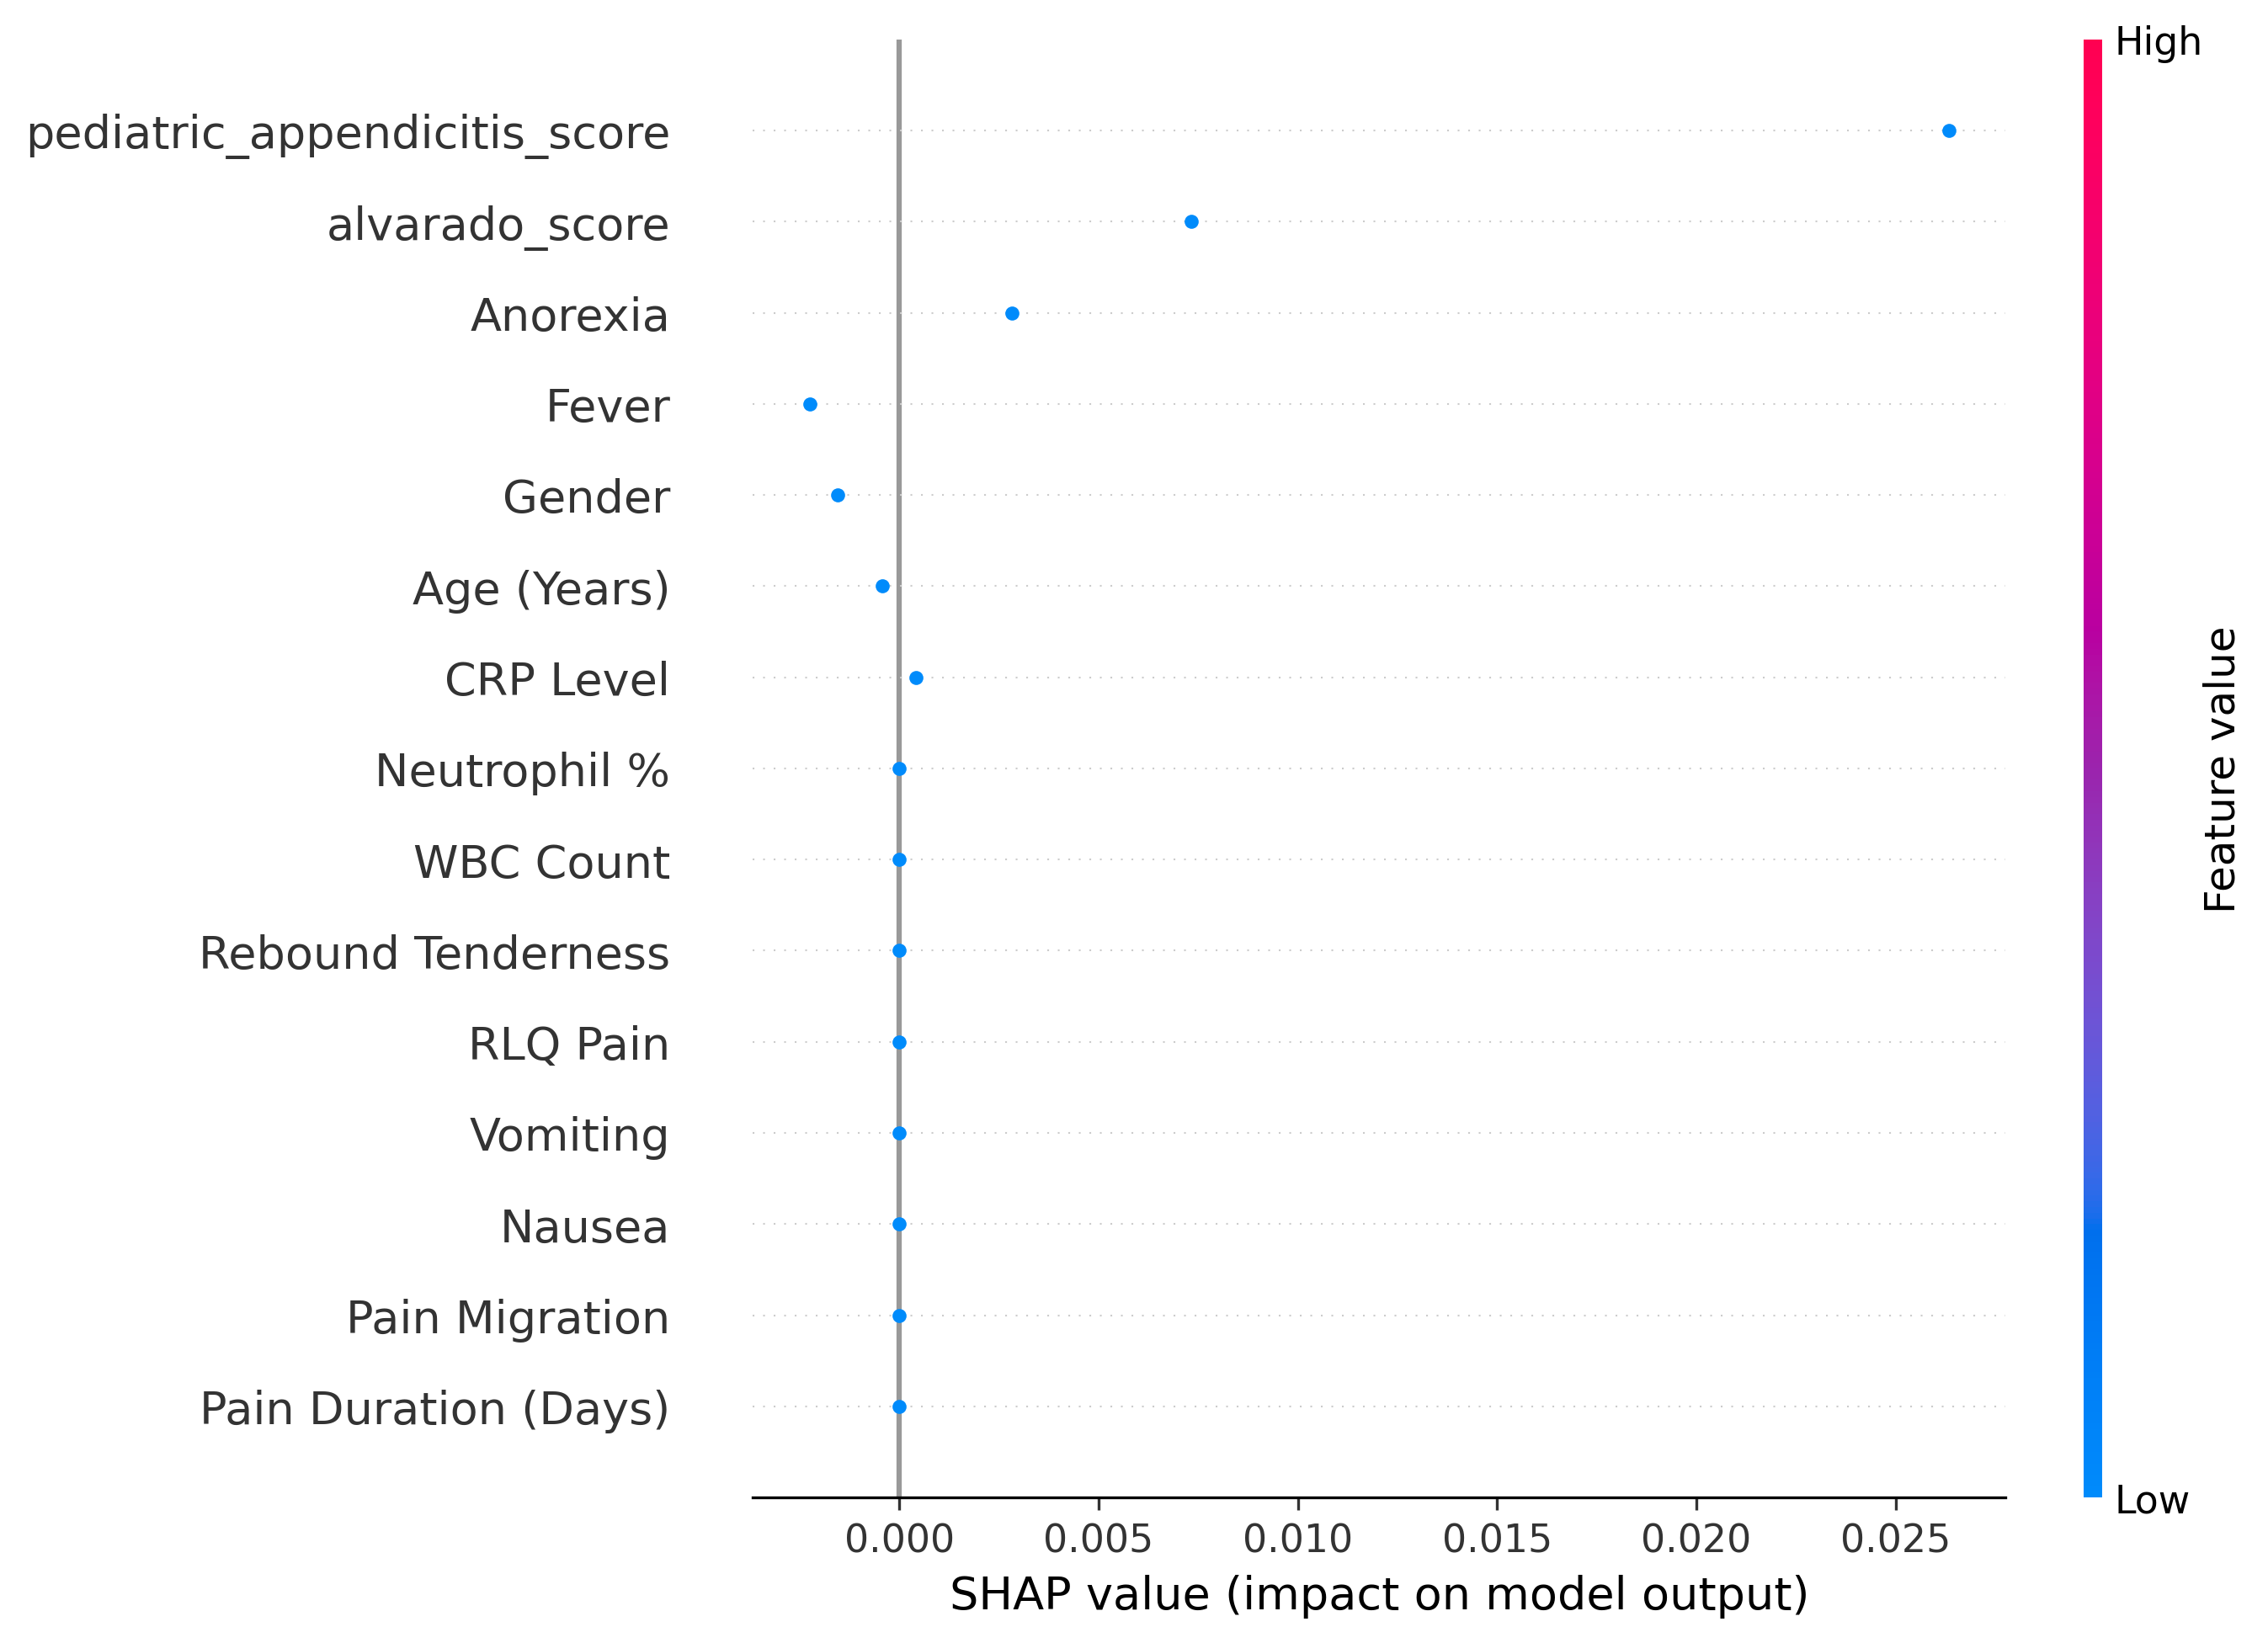 High
pediatric_appendicitis_score
alvarado_score
Anorexia
Fever
Gender
Age (Years)
CRP Level
Neutrophil %
WBC Count
Rebound Tenderness
RLQ Pain
Vomiting
Nausea
Pain Migration
Pain Duration (Days)
Feature value
Low
0.000 0.005 0.010 0.015 0.020 0.025
SHAP value (impact on model output)